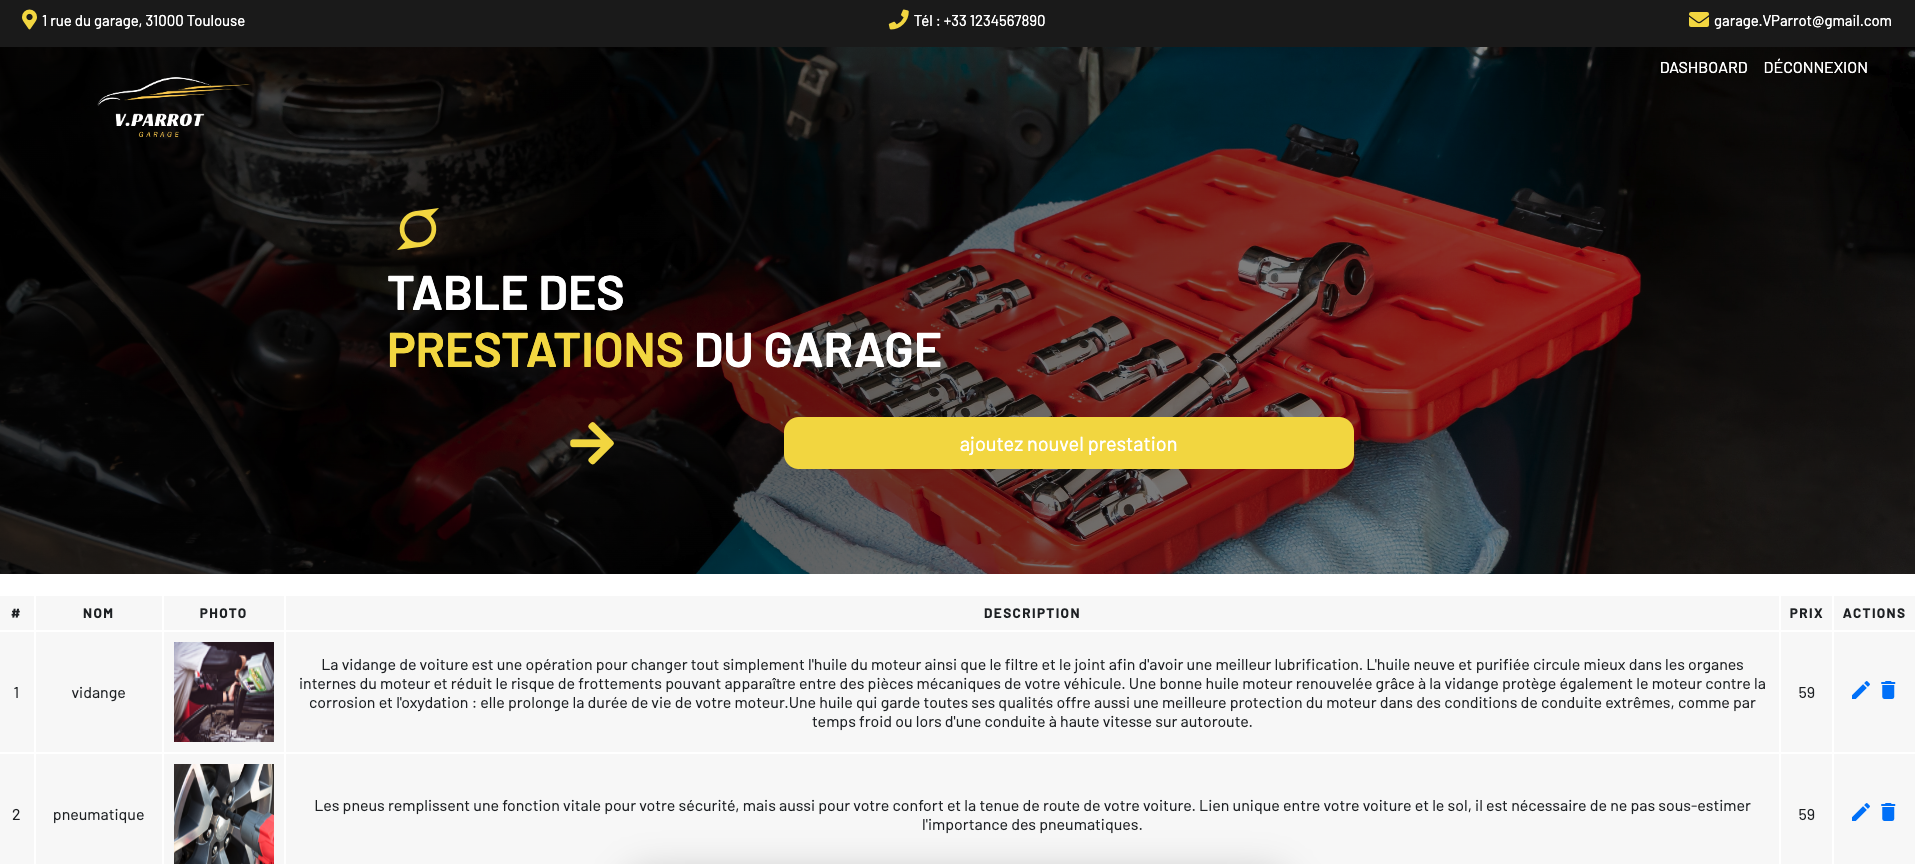 1 rue du garage, 31000 Toulouse
Tél : +33 1234567890
garage.VParrot@gmail.com
DASHBOARD DÉCONNEXION
V.PARROT
GARAGE
TABLE DES
PRESTATIONS DU GARAGE
ajoutez nouvel prestation
# NOM PHOTO DESCRIPTION PRIX ACTIONS
1
vidange
La vidange de voiture est une opération pour changer tout simplement l'huile du moteur ainsi que le filtre et le joint afin d'avoir une meilleur lubrification. L'huile neuve et purifiée circule mieux dans les organes
internes du moteur et réduit le risque de frottements pouvant apparaître entre des pièces mécaniques de votre véhicule. Une bonne huile moteur renouvelée grâce à la vidange protège également le moteur contre la
corrosion et l'oxydation : elle prolonge la durée de vie de votre moteur.Une huile qui garde toutes ses qualités offre aussi une meilleure protection du moteur dans des conditions de conduite extrêmes, comme par
temps froid ou lors d'une conduite à haute vitesse sur autoroute.
59
2
pneumatique
Les pneus remplissent une fonction vitale pour votre sécurité, mais aussi pour votre confort et la tenue de route de votre voiture. Lien unique entre votre voiture et le sol, il est nécessaire de ne pas sous-estimer
l'importance des pneumatiques.
59